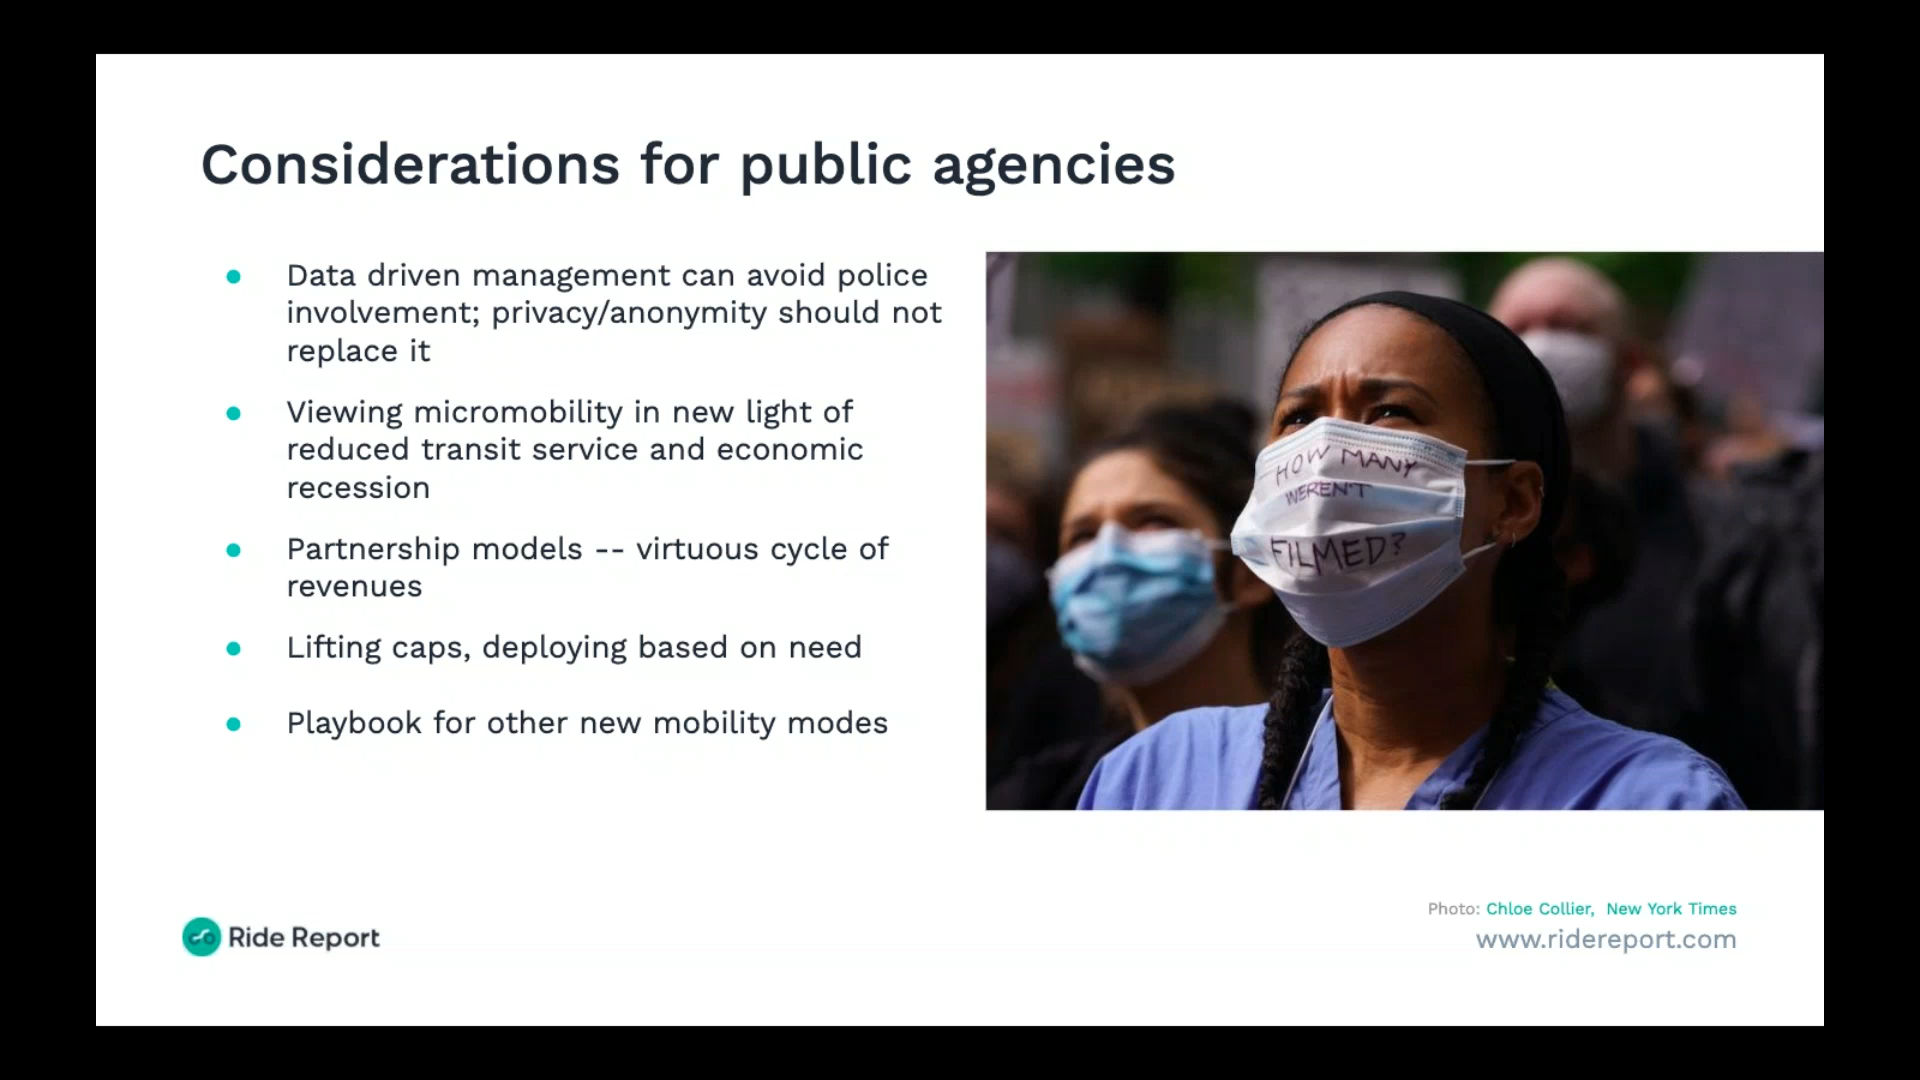 Considerations for public agencies
● Data driven management can avoid police
involvement; privacy/anonymity should not
replace it
● Viewing micromobility in new light of
reduced transit service and economic
recession
● Partnership models -- virtuous cycle of
revenues
● Lifting caps, deploying based on need
● Playbook for other new mobility modes
HOW MANY
WEREN'T
FILMED?
Photo: Chloe Collier, New York Times
Ride Report
www.ridereport.com